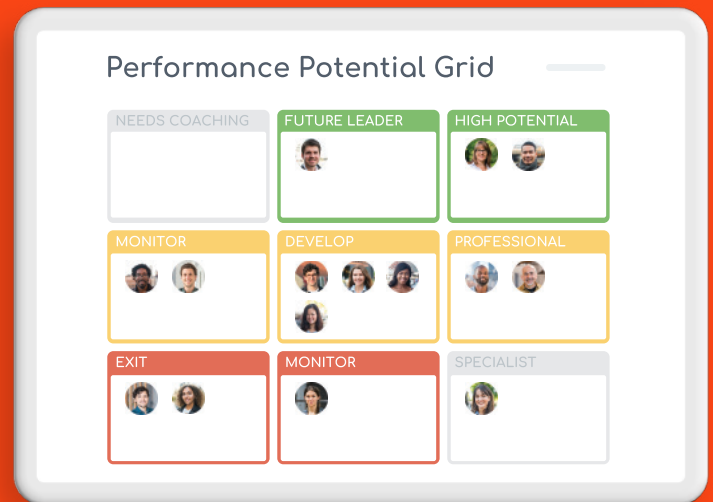 Performance Potential Grid
NEEDS COACHING
FUTURE LEADER
HIGH POTENTIAL
MONITOR
DEVELOP
PROFESSIONAL
EXIT
MONITOR
SPECIALIST